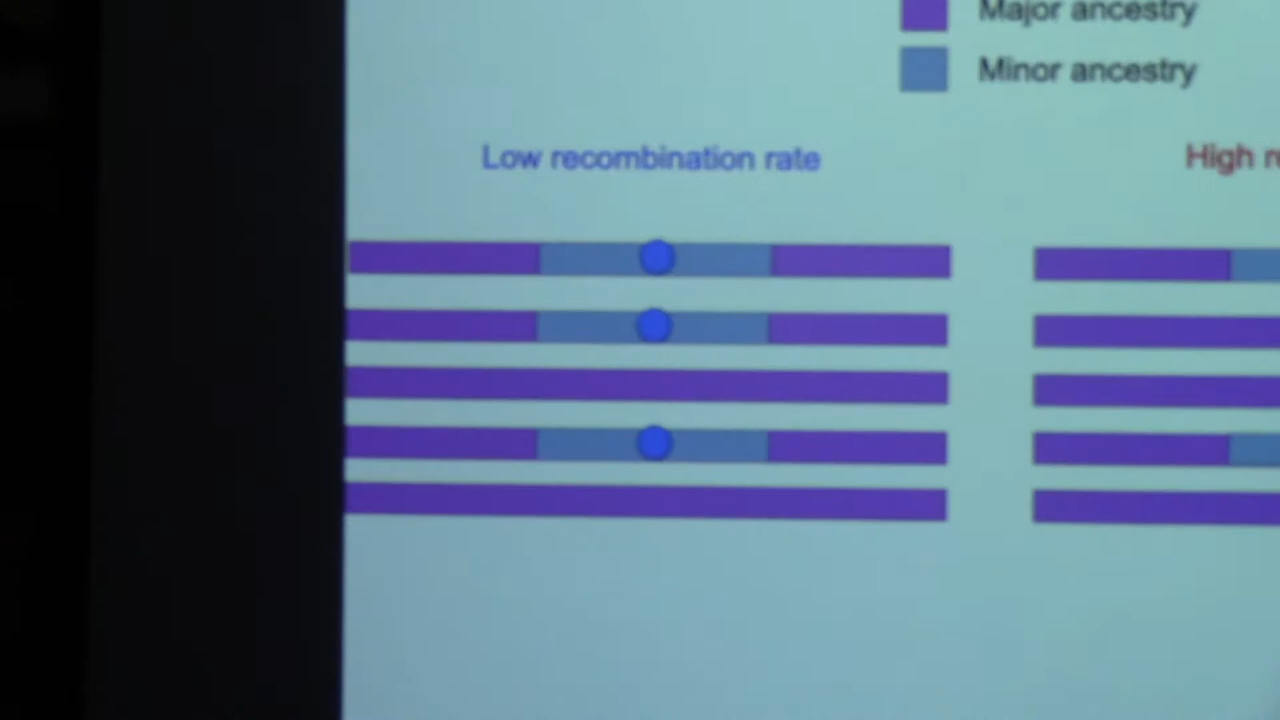 Major ancestry
Minor ancestry
Low recombination rate
High